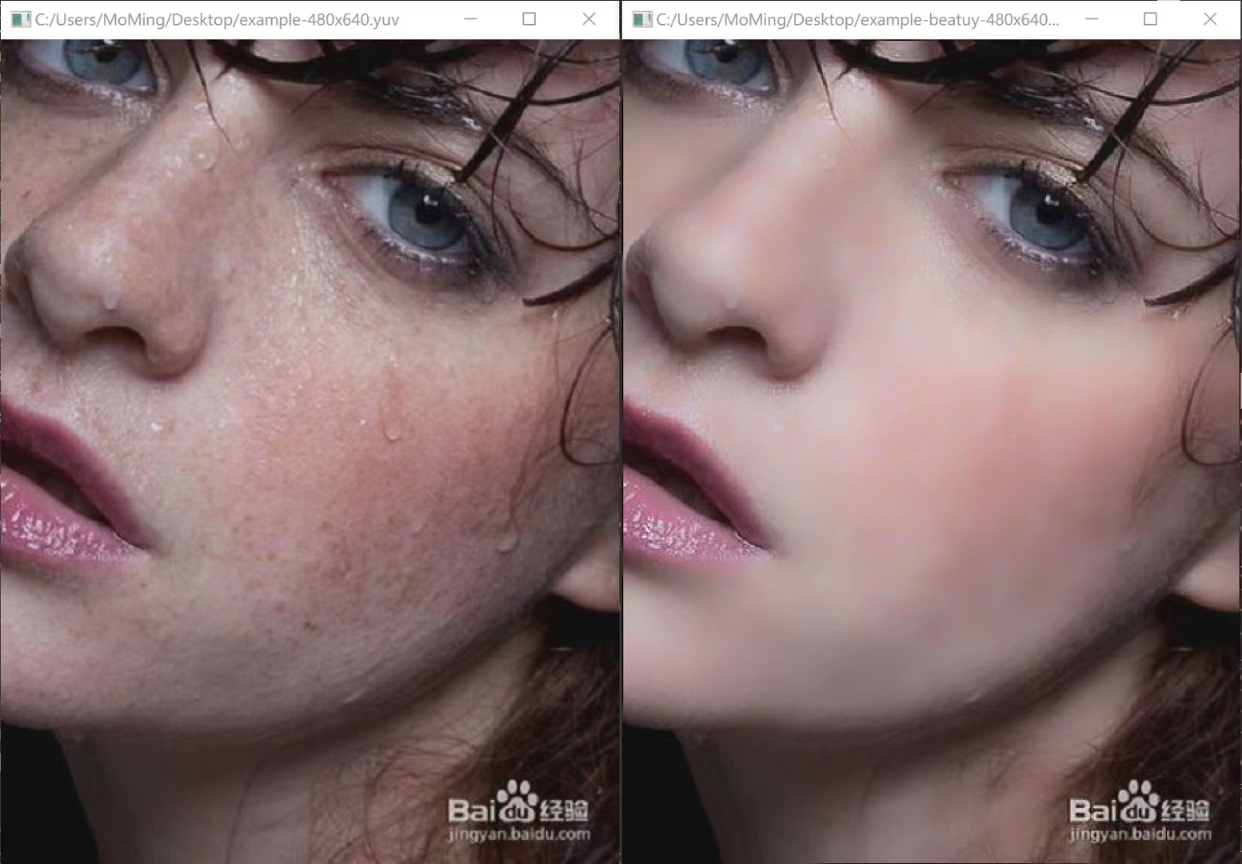 C:/Users/MoMing/Desktop/example-480x640.yuv
C:/Users/MoMing/Desktop/example-beatuy-480x640...
Bai du 经验
jingyan.baidu.com
Bai du 经验
jingyan.baidu.com